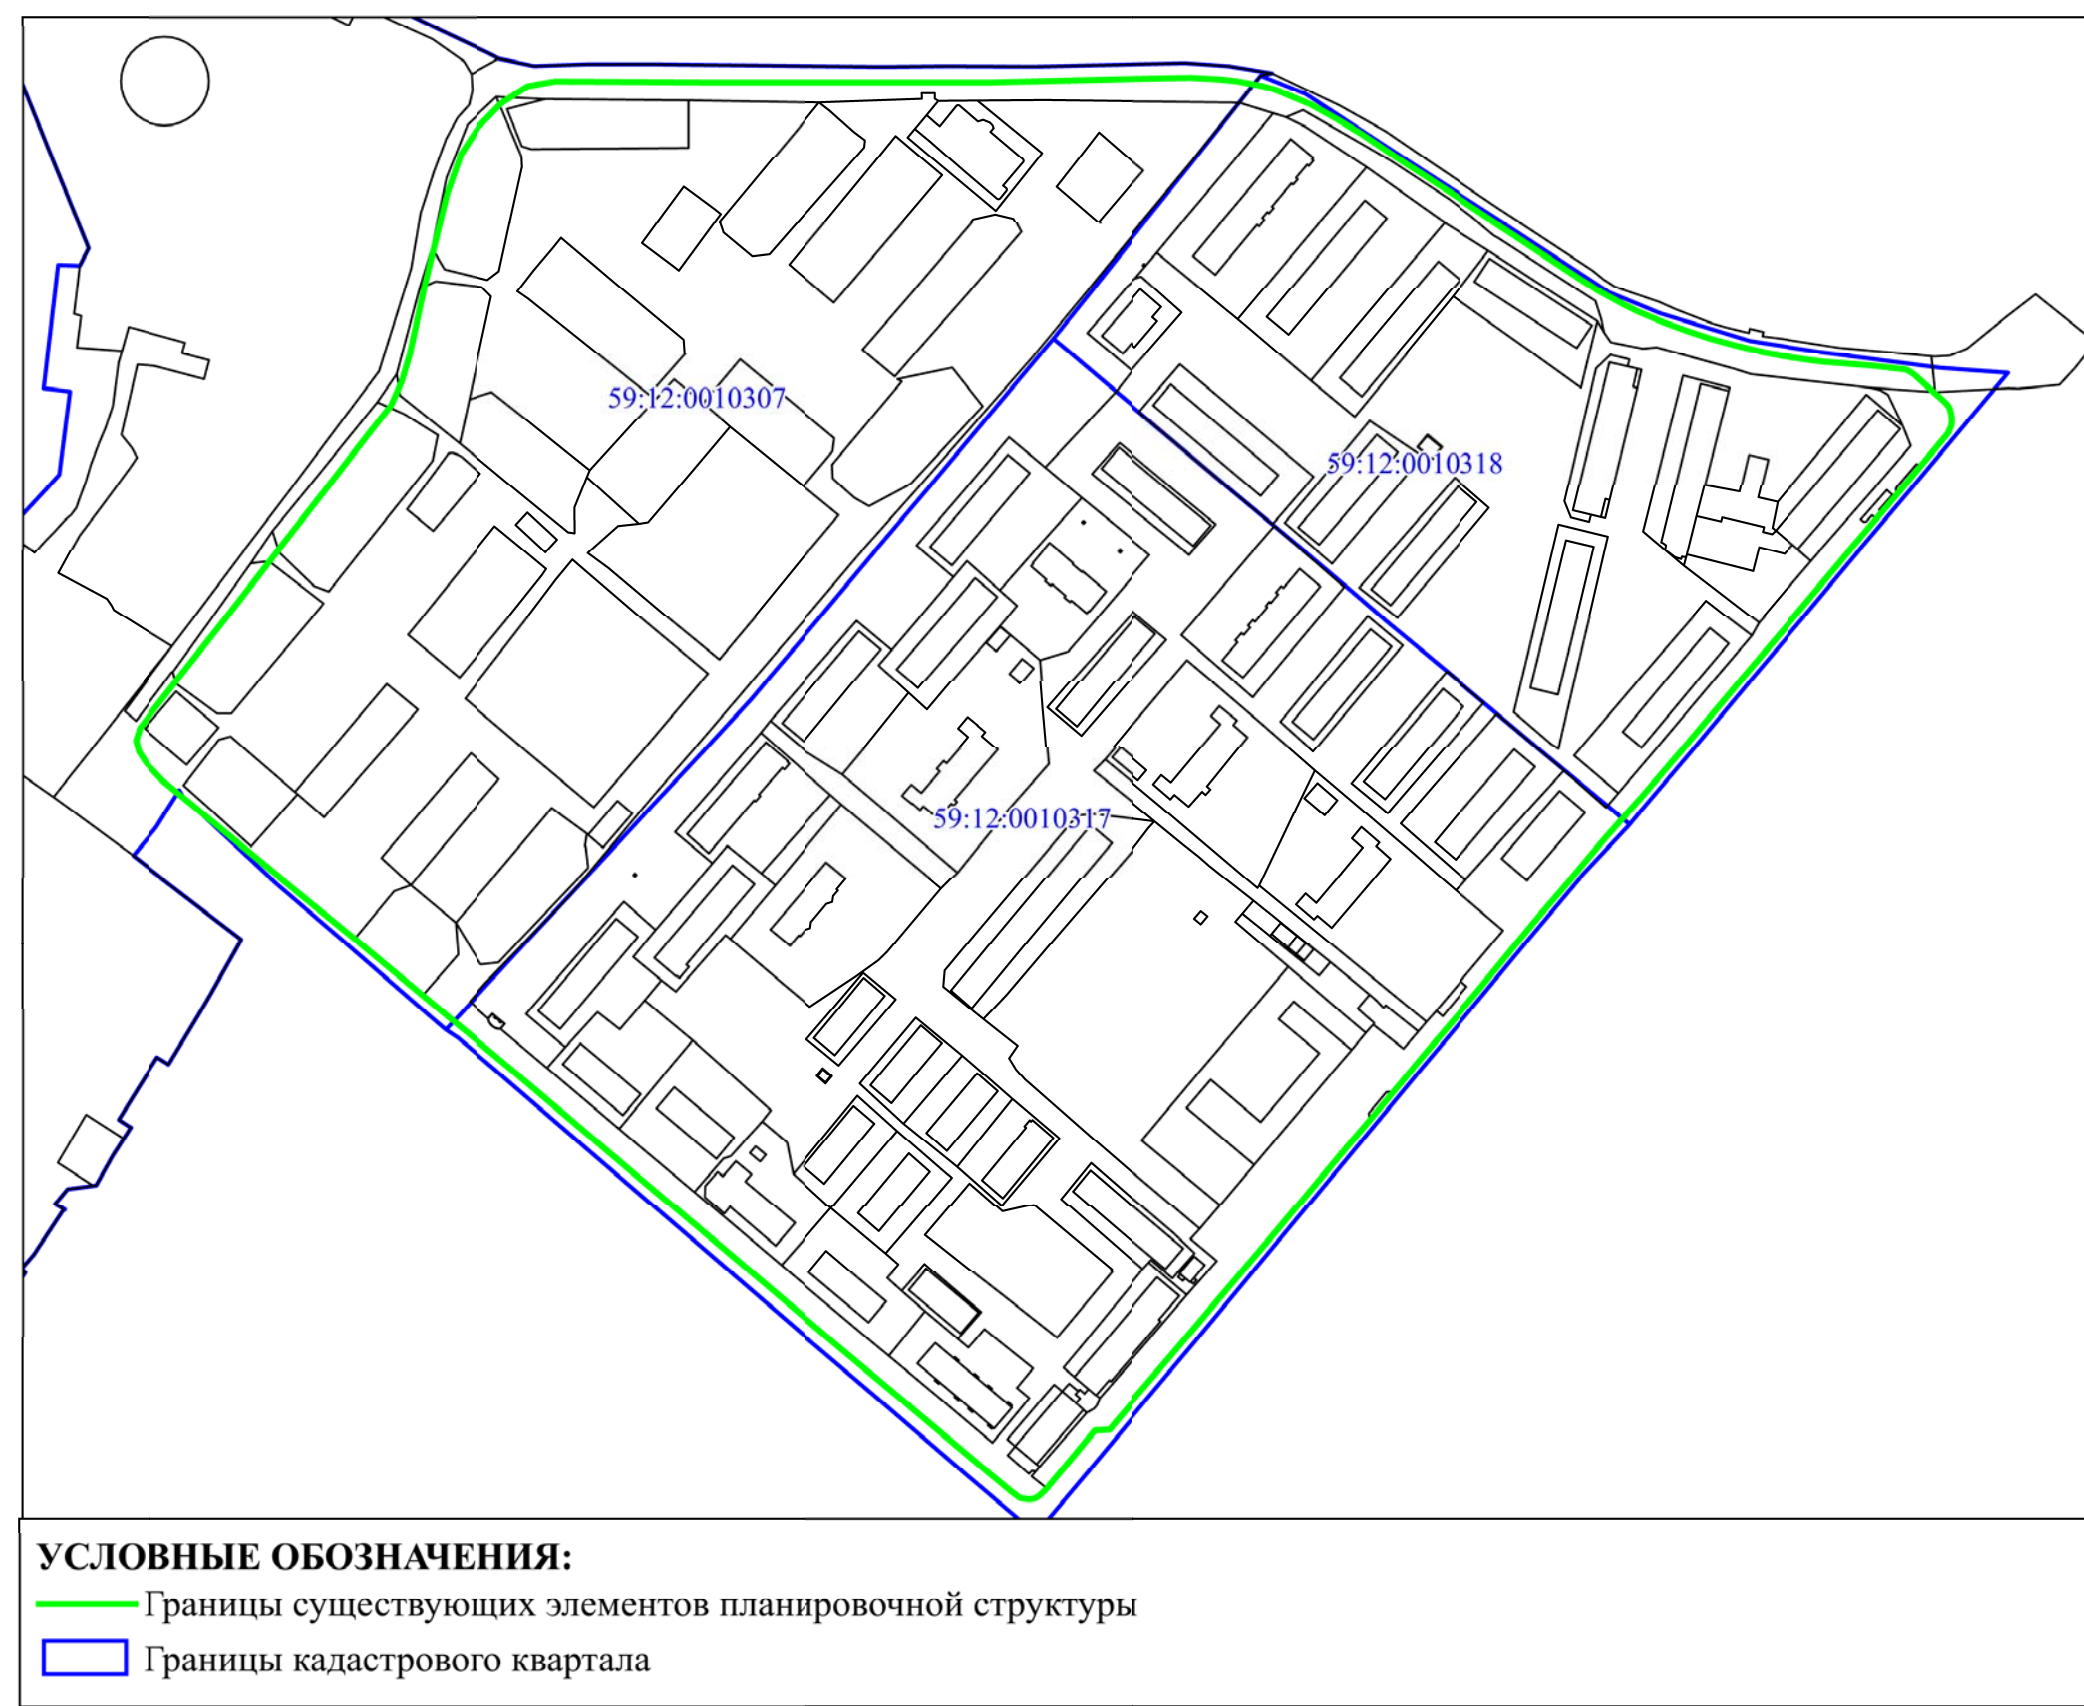 59:12:0010307
59:12:0010318
59:12:0010317
УСЛОВНЫЕ ОБОЗНАЧЕНИЯ:
Границы существующих элементов планировочной структуры
Границы кадастрового квартала